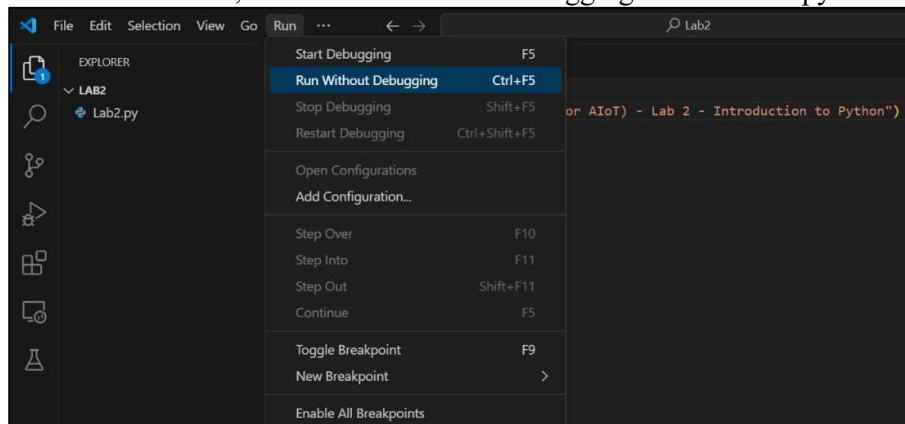 File Edit Selection View Go Run ... Lab2
EXPLORER
1
LAB2
Lab2.py
Start Debugging F5
Run Without Debugging Ctrl+F5
Stop Debugging Shift+F5
Restart Debugging Ctrl+Shift+F5
or AIoT) - Lab 2 - Introduction to Python")
Open Configurations
Add Configuration...
Step Over F10
Step Into F11
Step Out Shift+F11
Continue F5
Toggle Breakpoint F9
New Breakpoint
Enable All Breakpoints